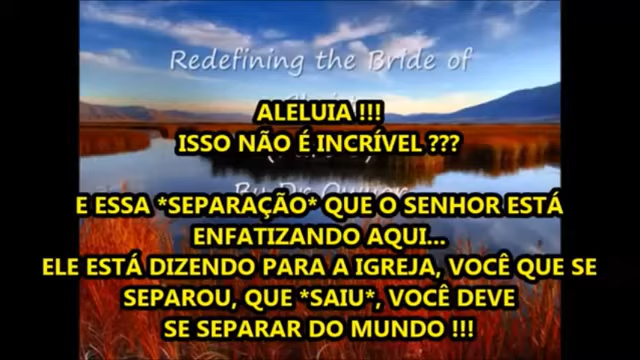 Redefining the Bride of
ALELUIA !!!
ISSO NÃO É INCRÍVEL ???
E ESSA *SEPARAÇÃO* QUE O SENHOR ESTÁ
ENFATIZANDO AQUI...
ELE ESTÁ DIZENDO PARA A IGREJA, VOCÊ QUE SE
SEPAROU, QUE *SAIU*, VOCÊ DEVE
SE SEPARAR DO MUNDO !!!